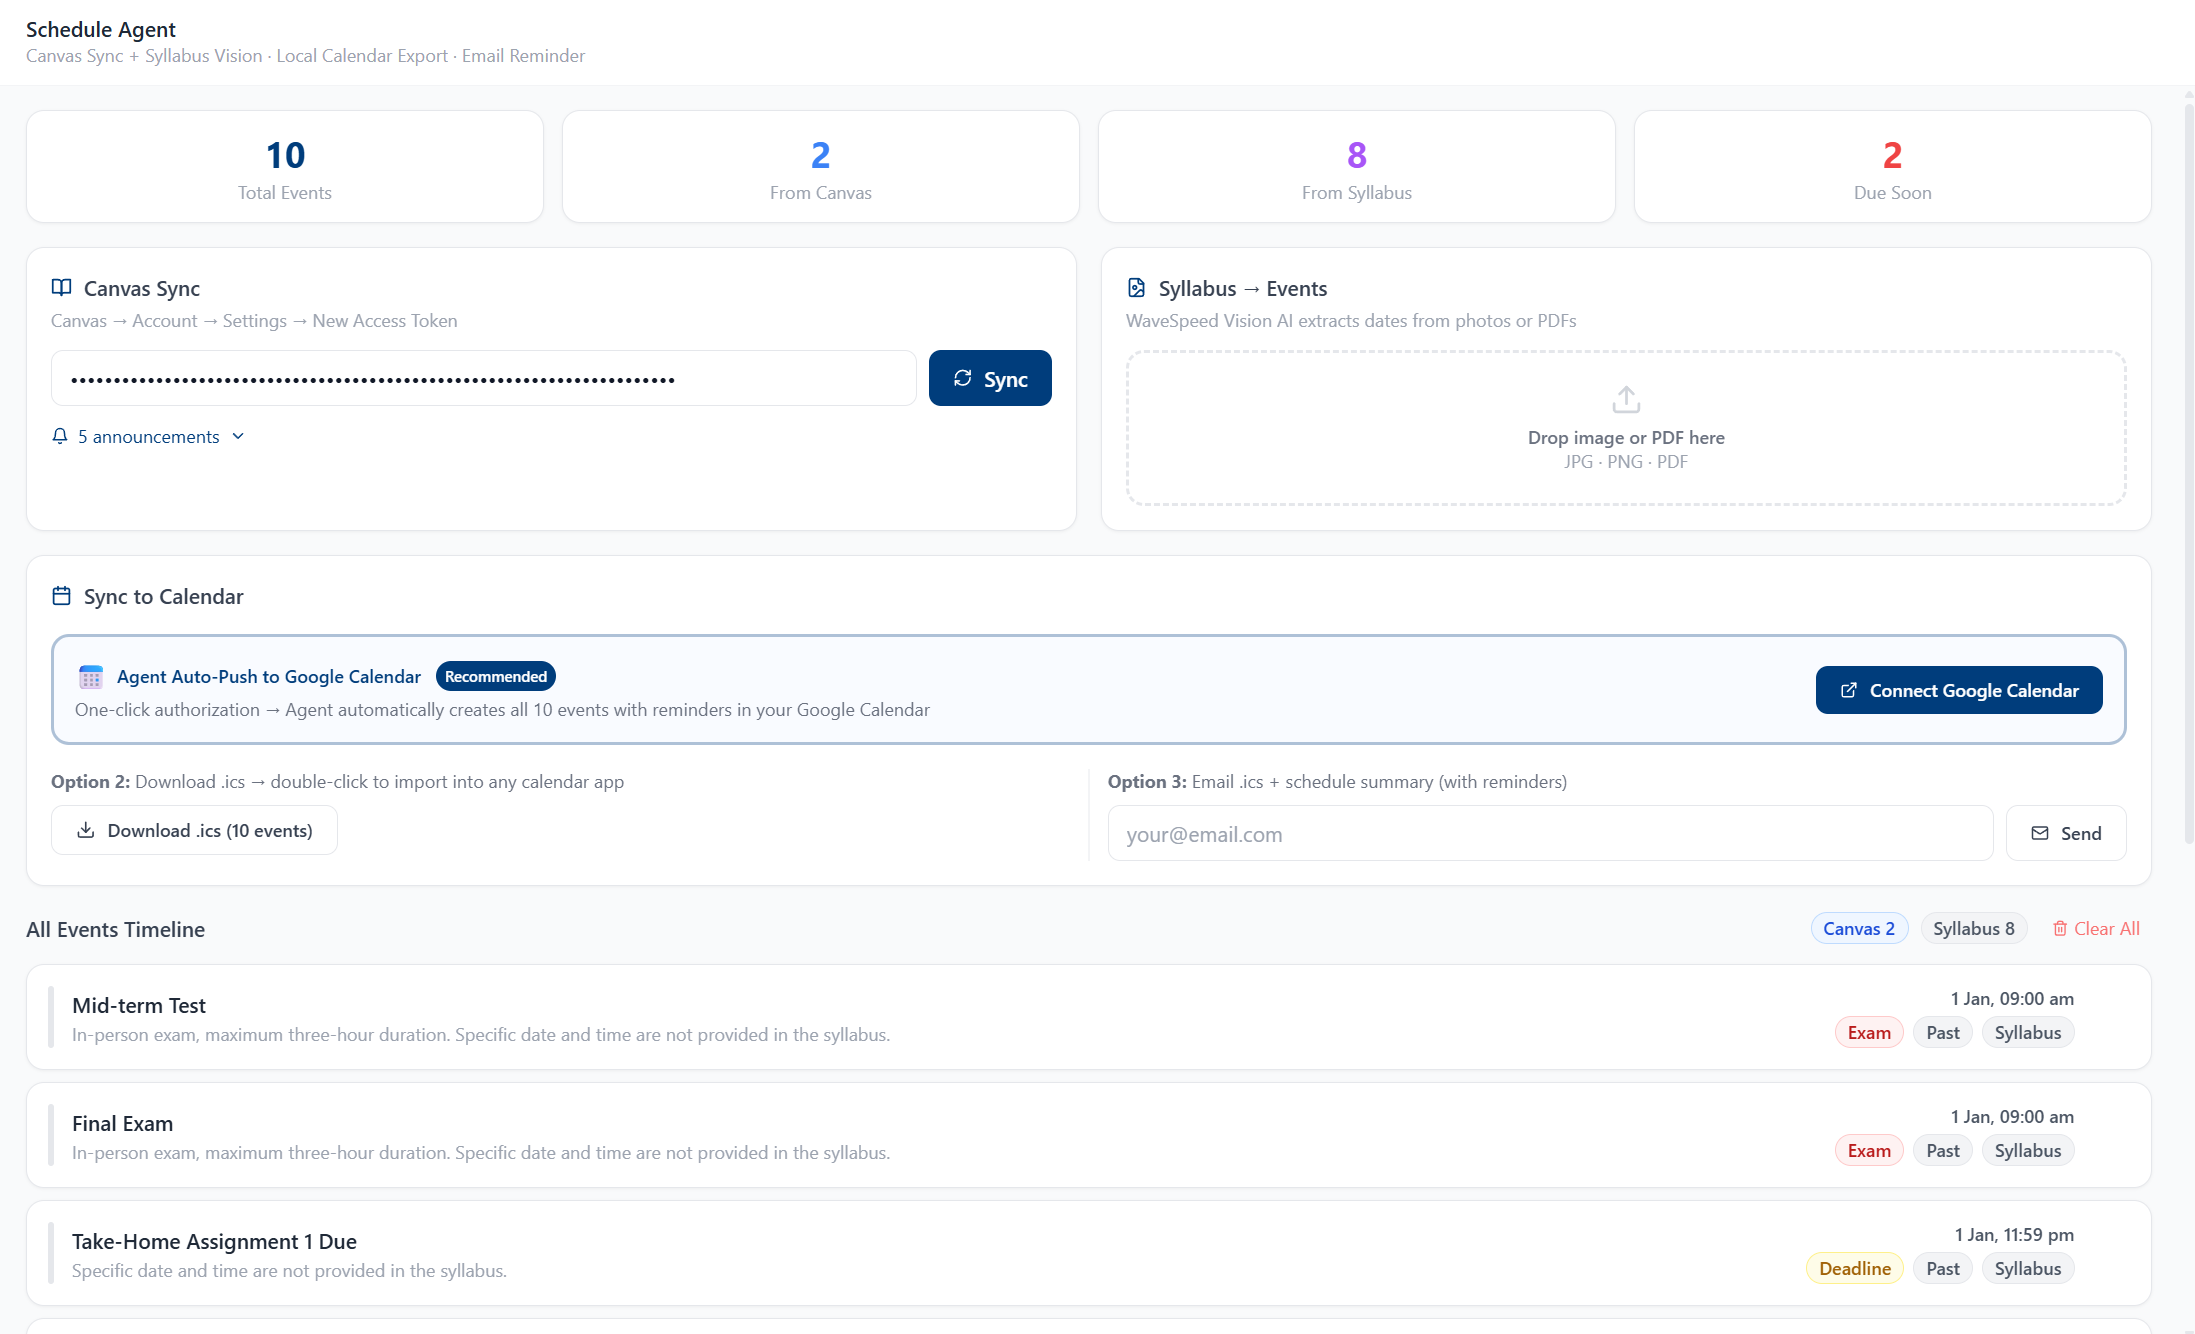 Schedule Agent
Canvas Sync + Syllabus Vision · Local Calendar Export · Email Reminder
10
Total Events
2
From Canvas
8
From Syllabus
2
Due Soon
Canvas Sync
Canvas → Account → Settings → New Access Token
Sync
5 announcements
Syllabus → Events
WaveSpeed Vision AI extracts dates from photos or PDFs
Drop image or PDF here
JPG · PNG · PDF
Sync to Calendar
Agent Auto-Push to Google Calendar Recommended
One-click authorization → Agent automatically creates all 10 events with reminders in your Google Calendar
Connect Google Calendar
Option 2: Download .ics → double-click to import into any calendar app
Download .ics (10 events)
Option 3: Email .ics + schedule summary (with reminders)
your@email.com
Send
All Events Timeline
Canvas 2 Syllabus 8 Clear All
Mid-term Test
In-person exam, maximum three-hour duration. Specific date and time are not provided in the syllabus.
1 Jan, 09:00 am
Exam Past Syllabus
Final Exam
In-person exam, maximum three-hour duration. Specific date and time are not provided in the syllabus.
1 Jan, 09:00 am
Exam Past Syllabus
Take-Home Assignment 1 Due
Specific date and time are not provided in the syllabus.
1 Jan, 11:59 pm
Deadline Past Syllabus